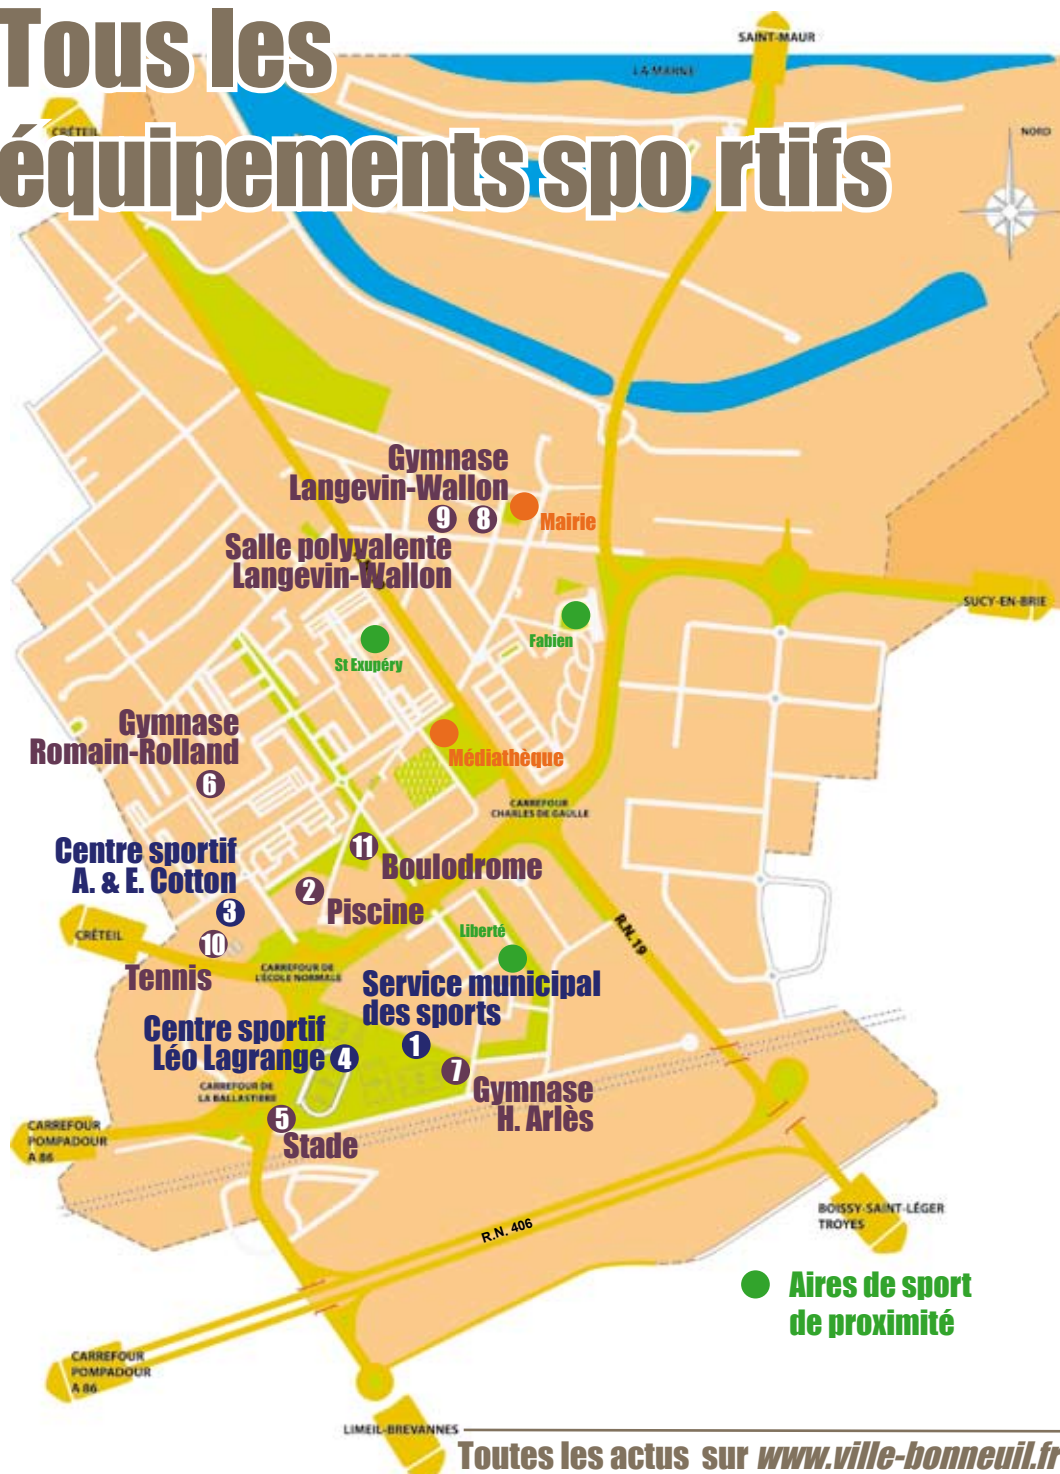 Tous les
équipements spo rtifs
SAINT-MAUR
LA MARNE
CRÉTEIL
NORD
Gymnase
Langevin-Wallon
9 8
Mairie
Salle polyvalente
Langevin-Wallon
SUCY-EN-BRIE
Fabien
St Exupéry
Gymnase
Romain-Rolland
6
Médiathèque
CARREFOUR
CHARLES DE GAULLE
11
Boulodrome
Centre sportif
A. & E. Cotton
3
2
Piscine
CRÉTEIL
10
Tennis
Liberté
R.N. 19
CARREFOUR DE
L'ÉCOLE NORMALE
Service municipal
des sports
1
Centre sportif
Léo Lagrange 4
7
Gymnase
H. Arlès
CARREFOUR DE
LA BALLASTIÈRE
5
Stade
CARREFOUR
POMPADOUR
A 86
BOISSY-SAINT-LÉGER
TROYES
R.N. 406
Aires de sport
de proximité
CARREFOUR
POMPADOUR
A 86
LIMEIL-BREVANNES
Toutes les actus sur www.ville-bonneuil.fr